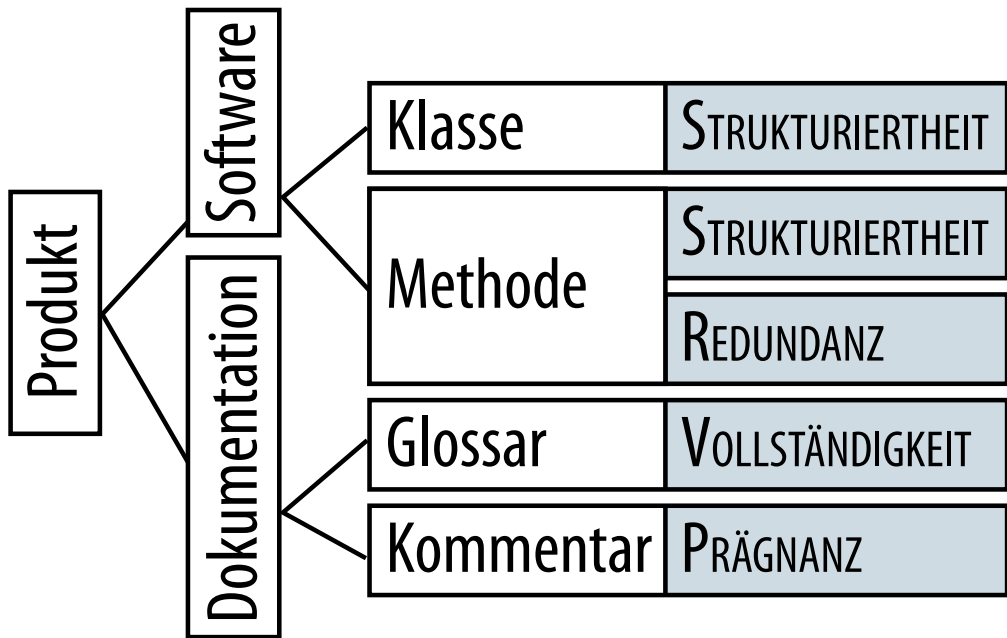 Produkt
Software
Dokumentation
Klasse STRUKTURIERTHEIT
Methode STRUKTURIERTHEIT
REDUNDANZ
Glossar VOLLSTÄNDIGKEIT
Kommentar PRÄGNANZ